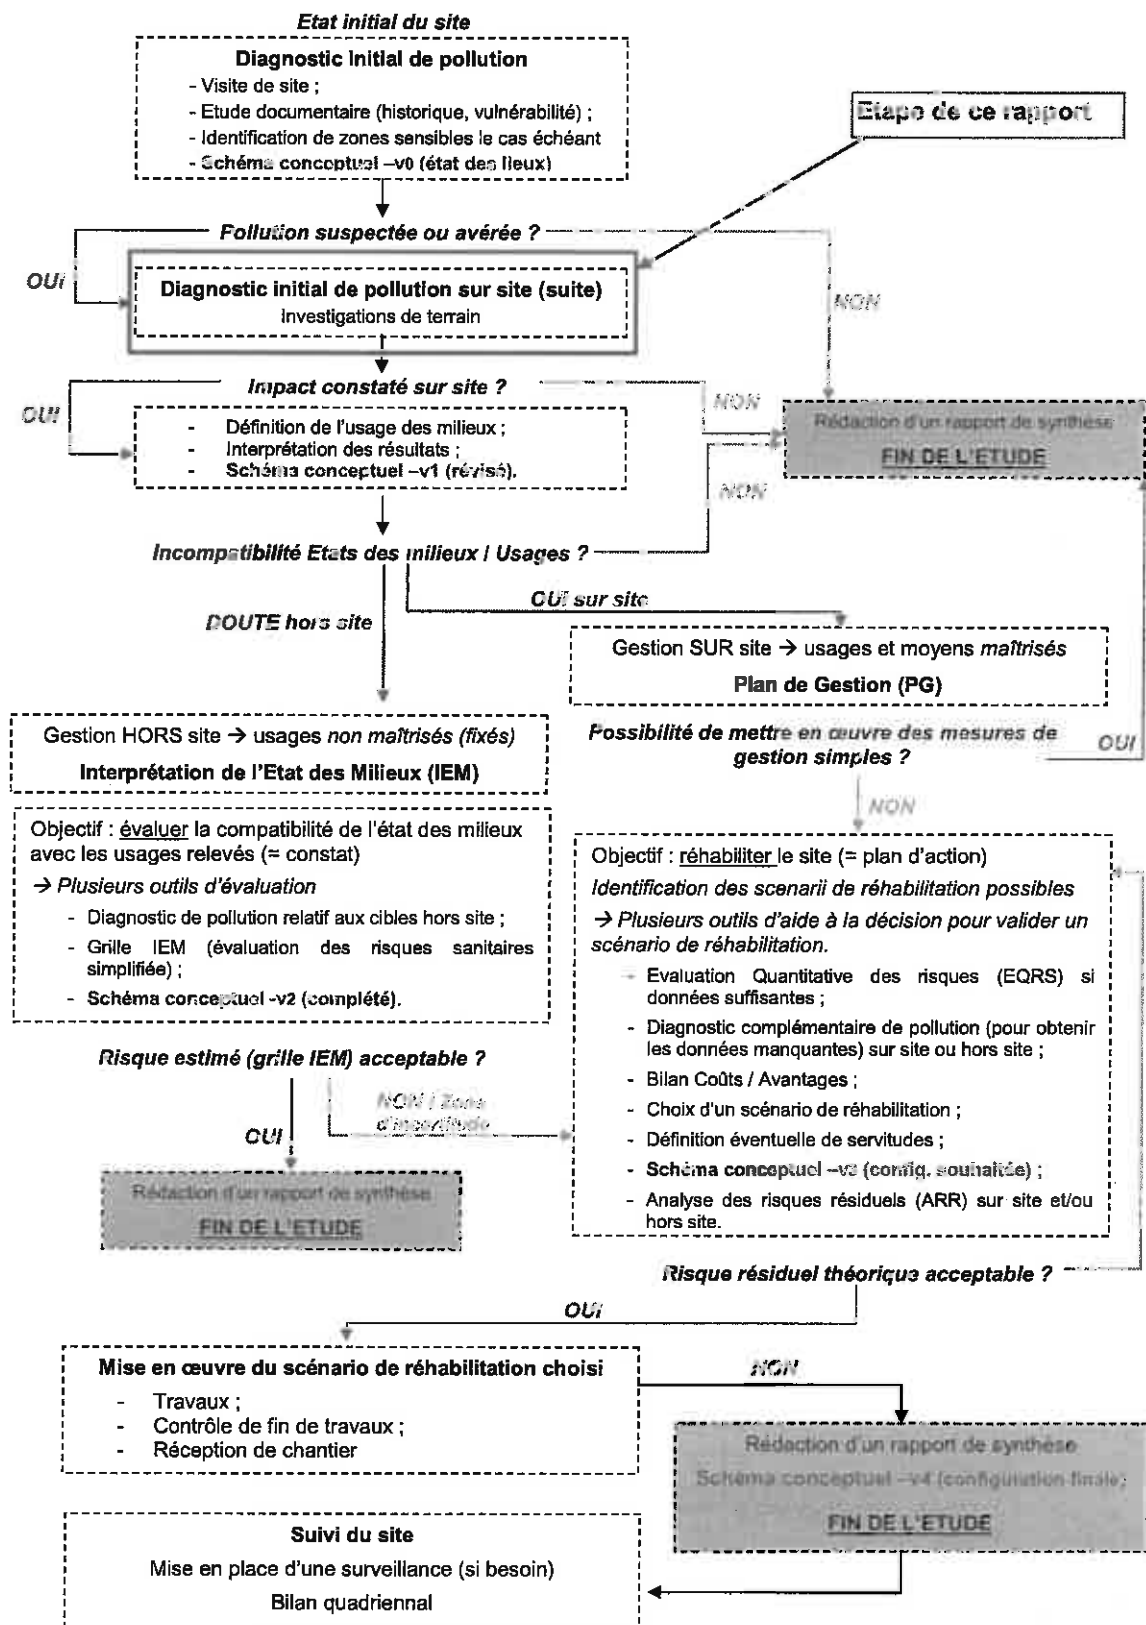 Etat initial du site
Diagnostic initial de pollution
- Visite de site ;
- Etude documentaire (historique, vulnérabilité) ;
- Identification de zones sensibles le cas échéant
- Schéma conceptuel –v0 (état des lieux)
Etape de ce rapport
Pollution suspectée ou avérée ?
OUI
NON
Diagnostic initial de pollution sur site (suite)
Investigations de terrain
Impact constaté sur site ?
OUI
NON
- Définition de l'usage des milieux ;
- Interprétation des résultats ;
- Schéma conceptuel –v1 (révisé).
Rédaction d'un rapport de synthèse
FIN DE L'ETUDE
NON
Incompatibilité Etats des milieux / Usages ?
OUI sur site
DOUTE hors site
Gestion SUR site → usages et moyens maîtrisés
Plan de Gestion (PG)
Gestion HORS site → usages non maîtrisés (fixés)
Interprétation de l'Etat des Milieux (IEM)
Possibilité de mettre en œuvre des mesures de
gestion simples ?
OUI
NON
Objectif : évaluer la compatibilité de l'état des milieux
avec les usages relevés (= constat)
→ Plusieurs outils d'évaluation
- Diagnostic de pollution relatif aux cibles hors site ;
- Grille IEM (évaluation des risques sanitaires
simplifiée) ;
- Schéma conceptuel -v2 (complété).
Objectif : réhabiliter le site (= plan d'action)
Identification des scenarii de réhabilitation possibles
→ Plusieurs outils d'aide à la décision pour valider un
scénario de réhabilitation.
- Evaluation Quantitative des risques (EQRS) si
données suffisantes ;
- Diagnostic complémentaire de pollution (pour obtenir
les données manquantes) sur site ou hors site ;
- Bilan Coûts / Avantages ;
- Choix d'un scénario de réhabilitation ;
- Définition éventuelle de servitudes ;
- Schéma conceptuel –v3 (config. souhaitée) ;
- Analyse des risques résiduels (ARR) sur site et/ou
hors site.
Risque estimé (grille IEM) acceptable ?
NON / Zone
d'incertitude
OUI
Rédaction d'un rapport de synthèse
FIN DE L'ETUDE
Risque résiduel théorique acceptable ?
OUI
Mise en œuvre du scénario de réhabilitation choisi
- Travaux ;
- Contrôle de fin de travaux ;
- Réception de chantier
NON
Rédaction d'un rapport de synthèse
Schéma conceptuel –v4 (configuration finale)
FIN DE L'ETUDE
Suivi du site
Mise en place d'une surveillance (si besoin)
Bilan quadriennal